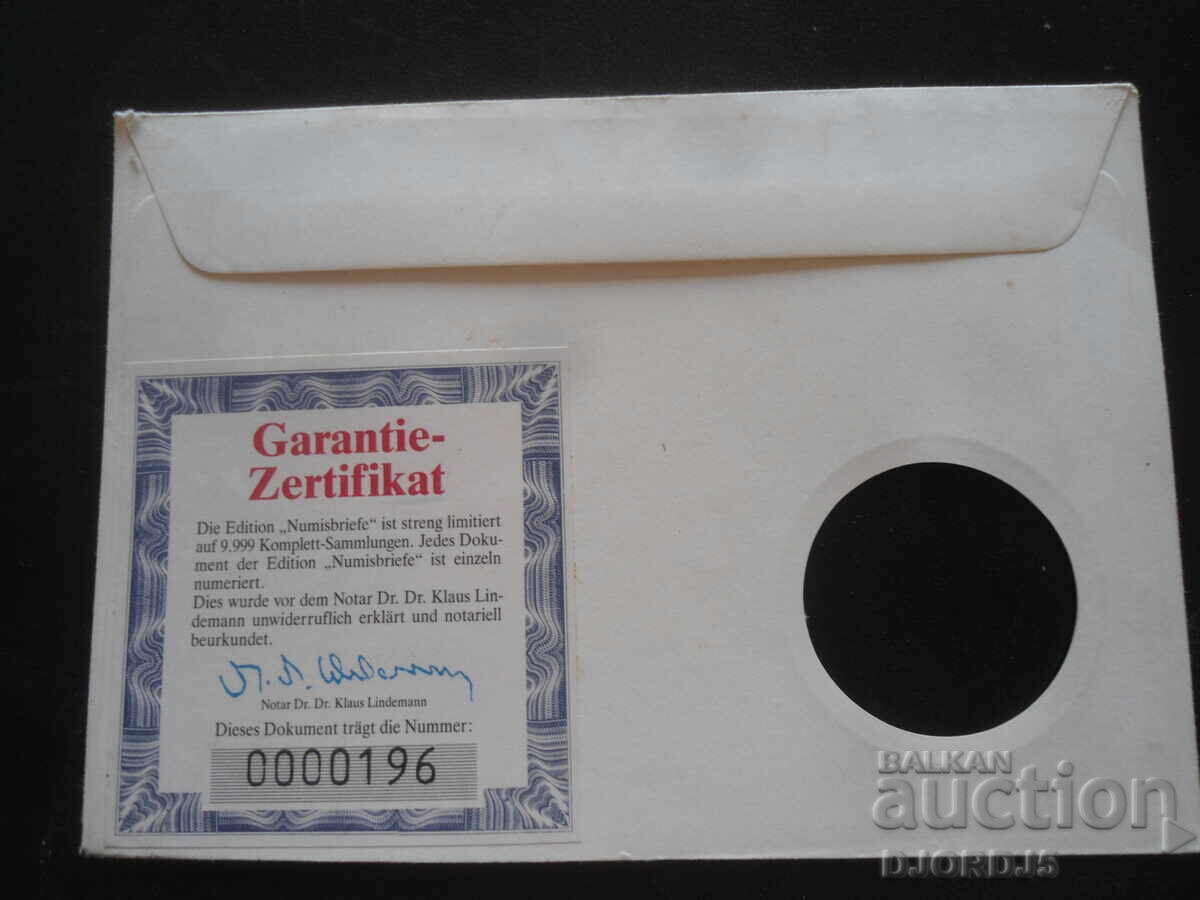 Garantie-
Zertifikat
Die Edition „Numisbriefe“ ist streng limitiert
auf 9.999 Komplett-Sammlungen. Jedes Doku-
ment der Edition „Numisbriefe“ ist einzeln
numeriert.
Dies wurde vor dem Notar Dr. Dr. Klaus Lin-
demann unwiderruflich erklärt und notariell
beurkundet.
Notar Dr. Dr. Klaus Lindemann
Dieses Dokument trägt die Nummer:
0000196
BALKAN
auction
DJORDJ5